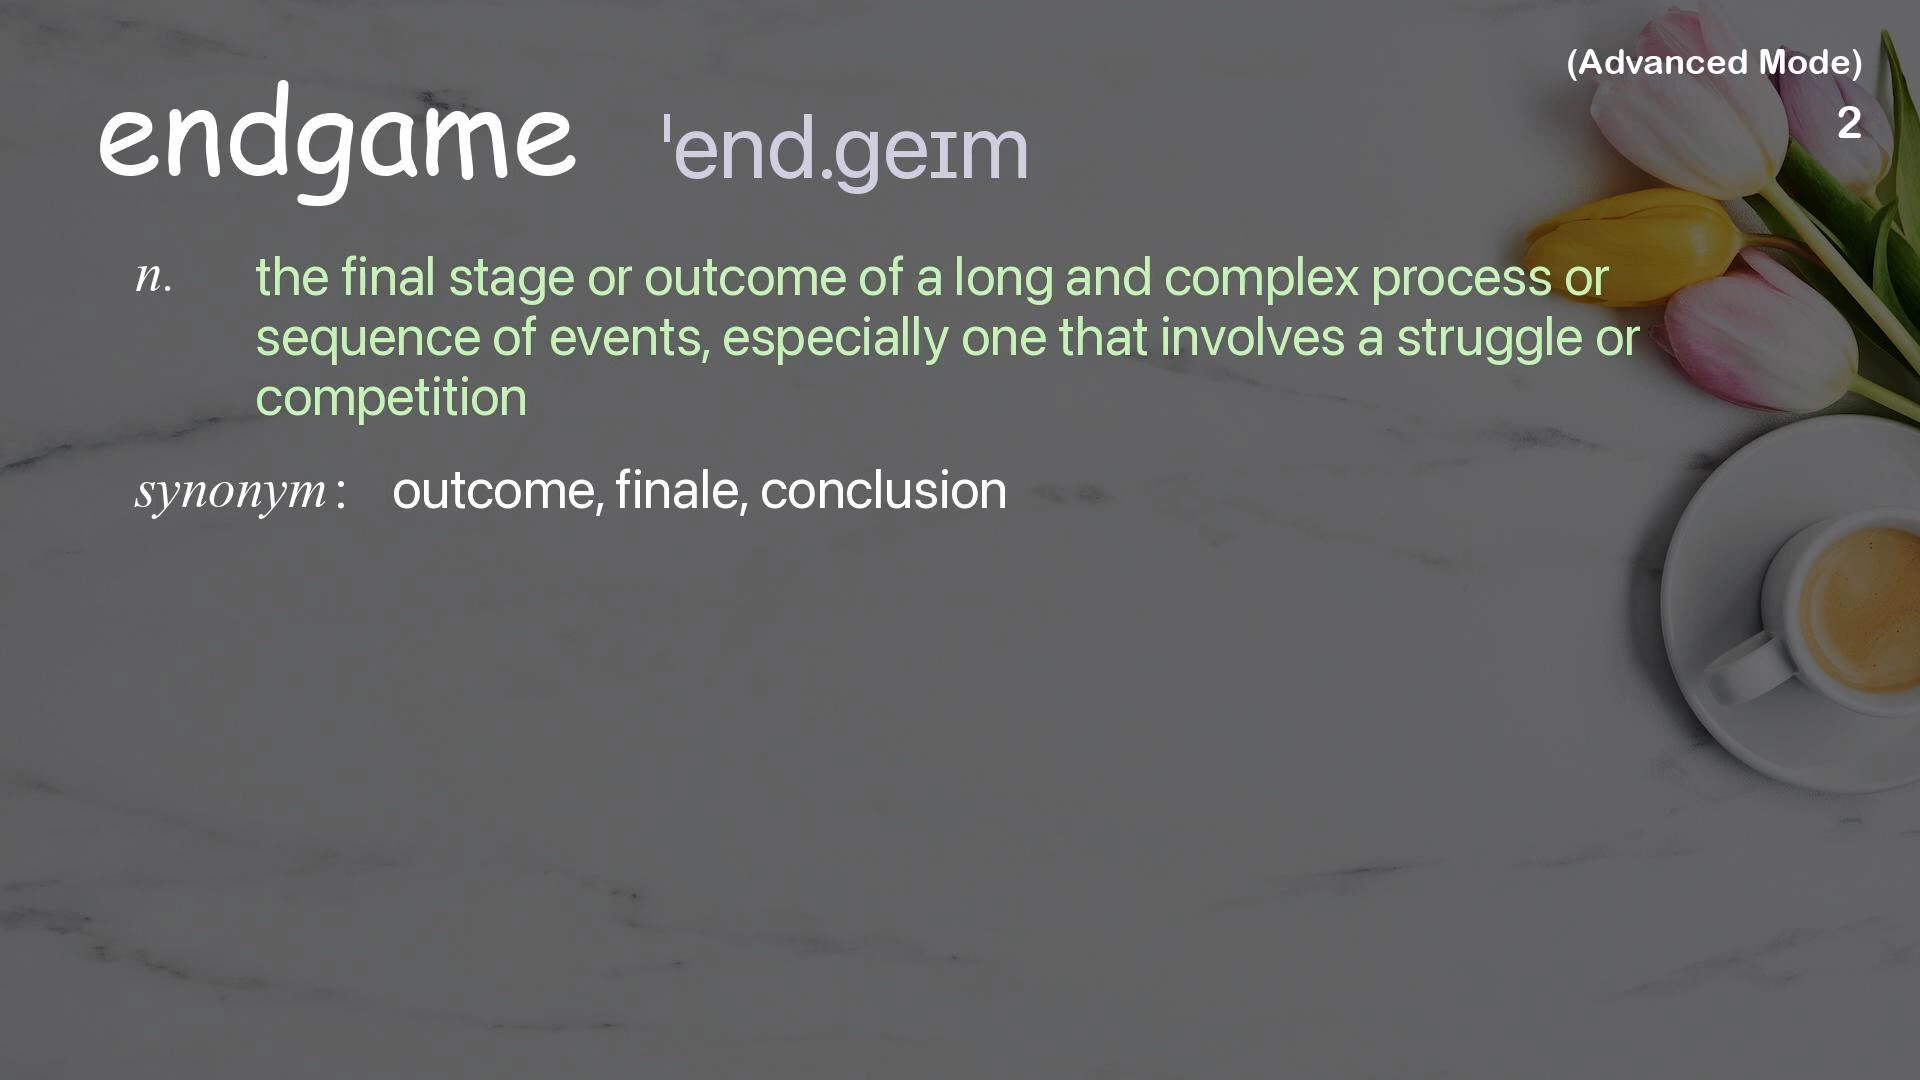 (Advanced Mode)
endgame ˈend.geɪm
2
n. the final stage or outcome of a long and complex process or
sequence of events, especially one that involves a struggle or
competition
synonym: outcome, finale, conclusion